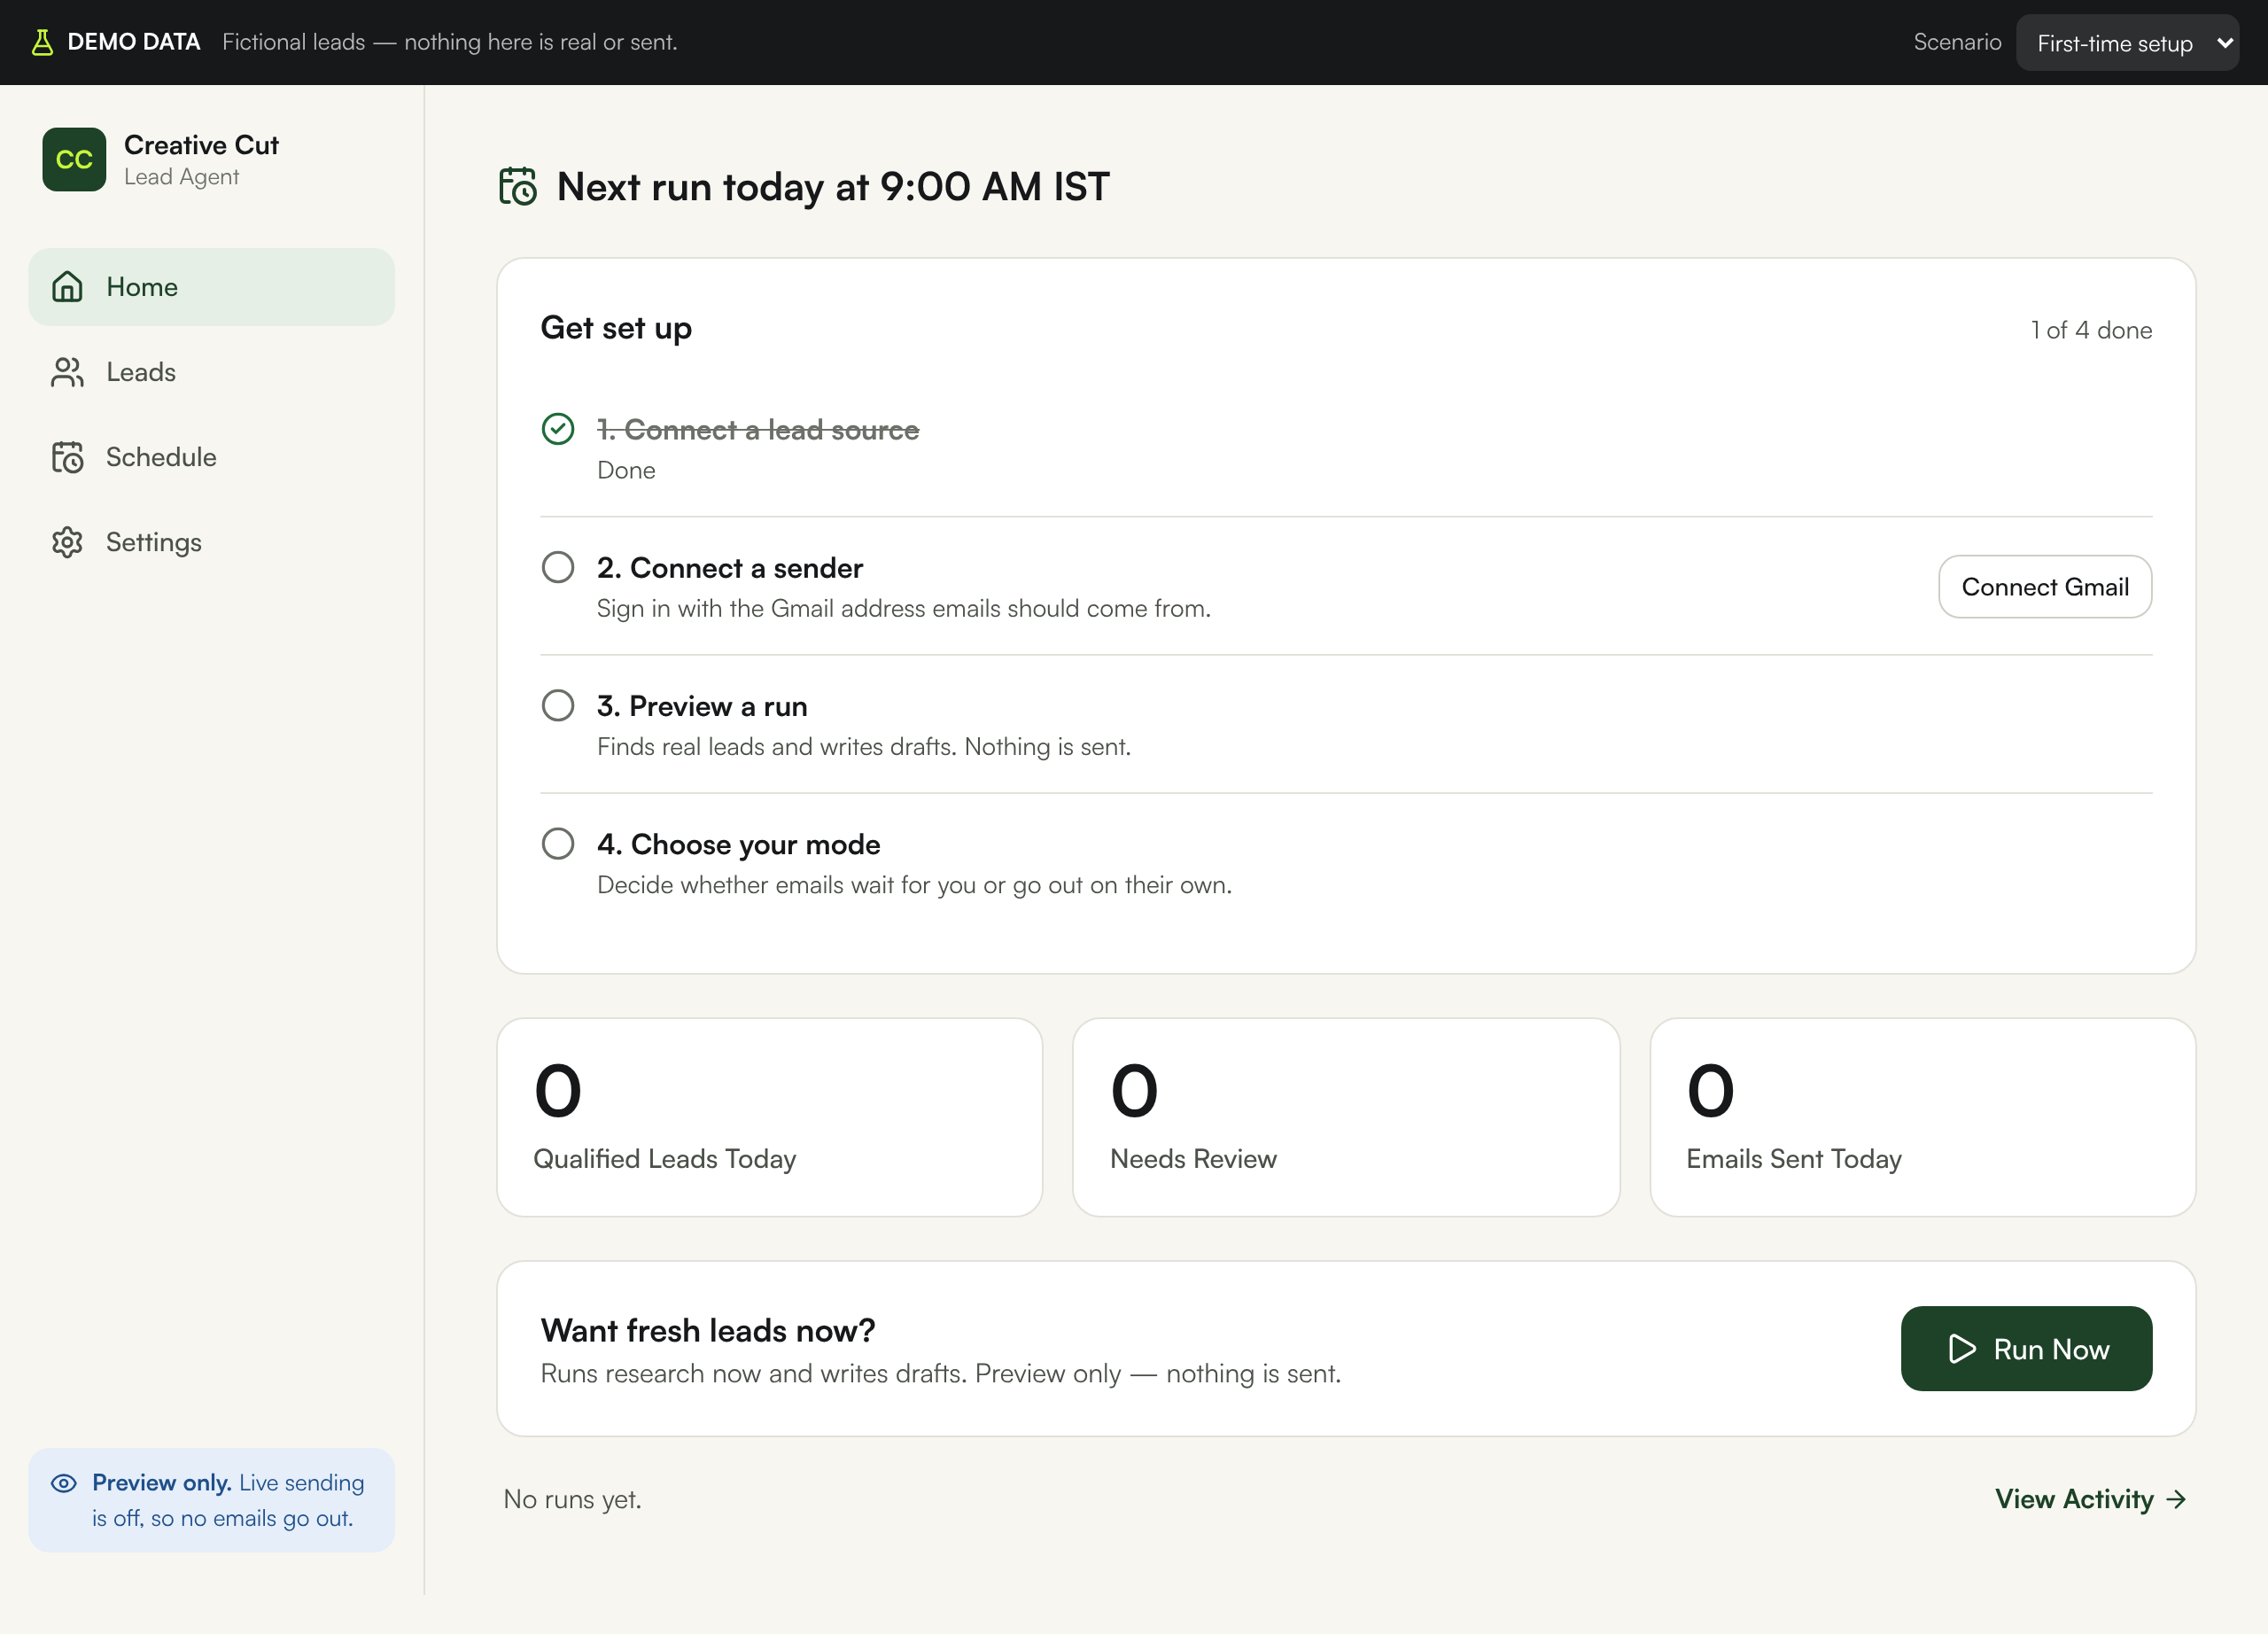 DEMO DATA Fictional leads — nothing here is real or sent.
Scenario First-time setup
CC
Creative Cut
Lead Agent
Home
Leads
Schedule
Settings
Preview only. Live sending
is off, so no emails go out.
Next run today at 9:00 AM IST
Get set up
1 of 4 done
1. Connect a lead source
Done
2. Connect a sender
Sign in with the Gmail address emails should come from.
Connect Gmail
3. Preview a run
Finds real leads and writes drafts. Nothing is sent.
4. Choose your mode
Decide whether emails wait for you or go out on their own.
0
Qualified Leads Today
0
Needs Review
0
Emails Sent Today
Want fresh leads now?
Runs research now and writes drafts. Preview only — nothing is sent.
Run Now
No runs yet.
View Activity →